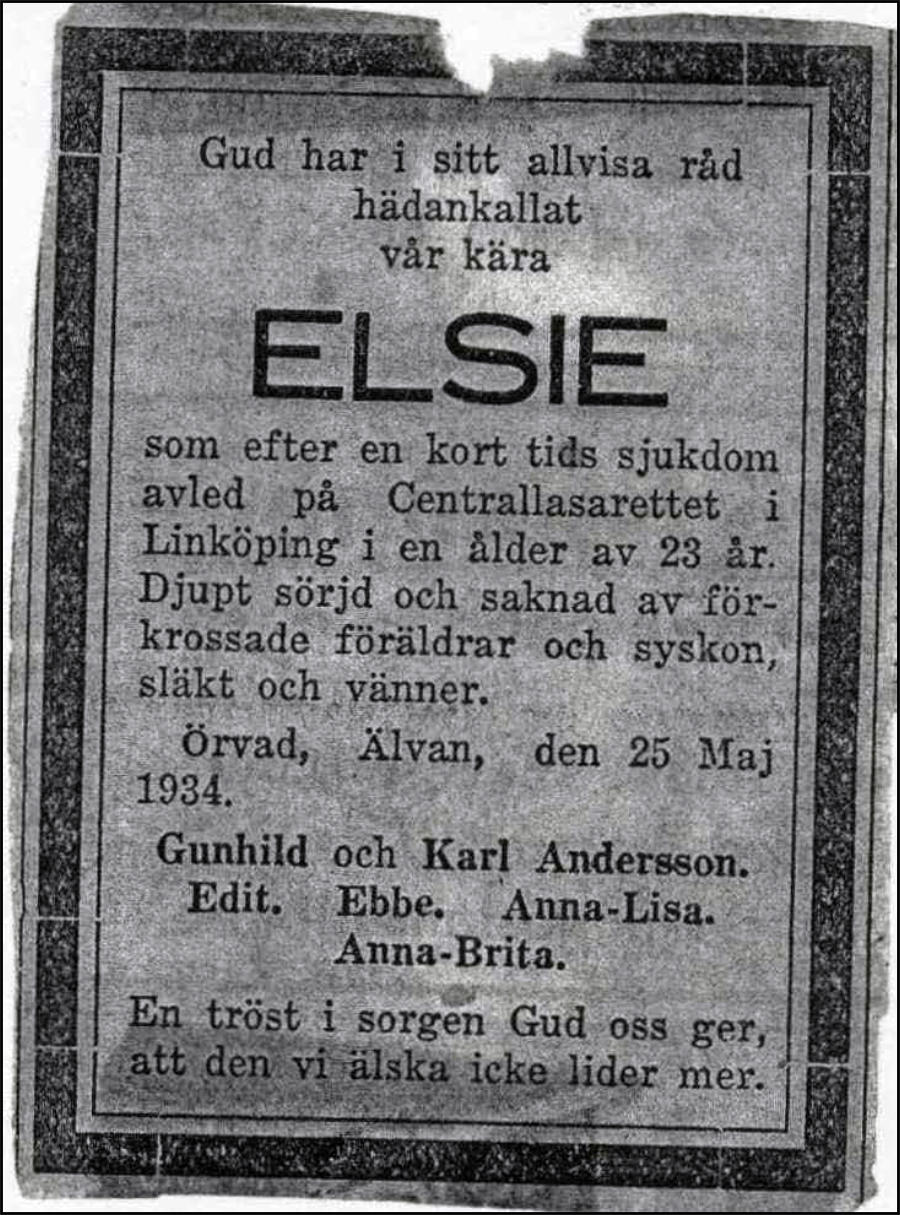 Gud har i sitt allvisa råd
hädankallat
vår kära
ELSIE
som efter en kort tids sjukdom
avled på Centrallasarettet i
Linköping i en ålder av 23 år.
Djupt sörjd och saknad av för-
krossade föräldrar och syskon,
släkt och vänner.
Örvad, Älvan, den 25 Maj
1934.
Gunhild och Karl Andersson.
Edit. Ebbe. Anna-Lisa.
Anna-Brita.
En tröst i sorgen Gud oss ger,
att den vi älska icke lider mer.